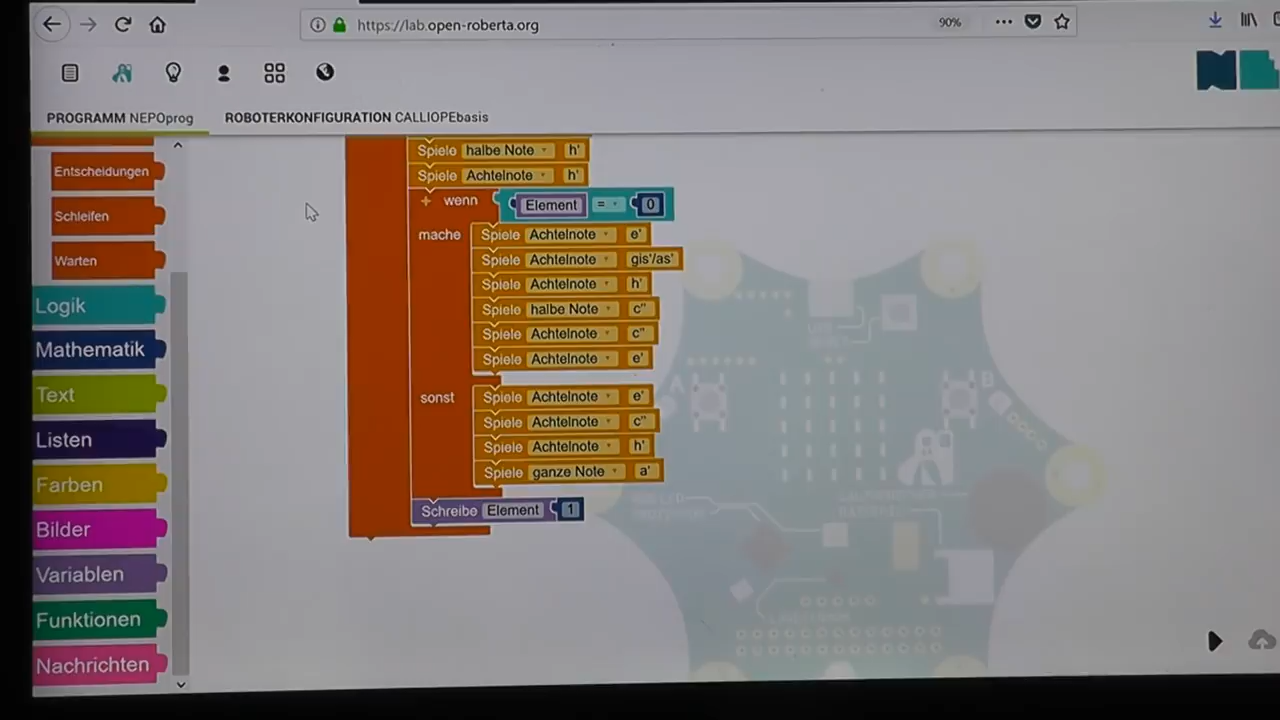 https://lab.open-roberta.org
90%
PROGRAMM NEPOprog
ROBOTERKONFIGURATION CALLIOPEbasis
Entscheidungen
Schleifen
Warten
Logik
Mathematik
Text
Listen
Farben
Bilder
Variablen
Funktionen
Nachrichten
Spiele halbe Note h'
Spiele Achtelnote h'
+ wenn Element = 0
mache Spiele Achtelnote e'
Spiele Achtelnote gis'/as'
Spiele Achtelnote h'
Spiele halbe Note c''
Spiele Achtelnote c''
Spiele Achtelnote e'
sonst Spiele Achtelnote e'
Spiele Achtelnote c''
Spiele Achtelnote h'
Spiele ganze Note a'
Schreibe Element 1
A
B